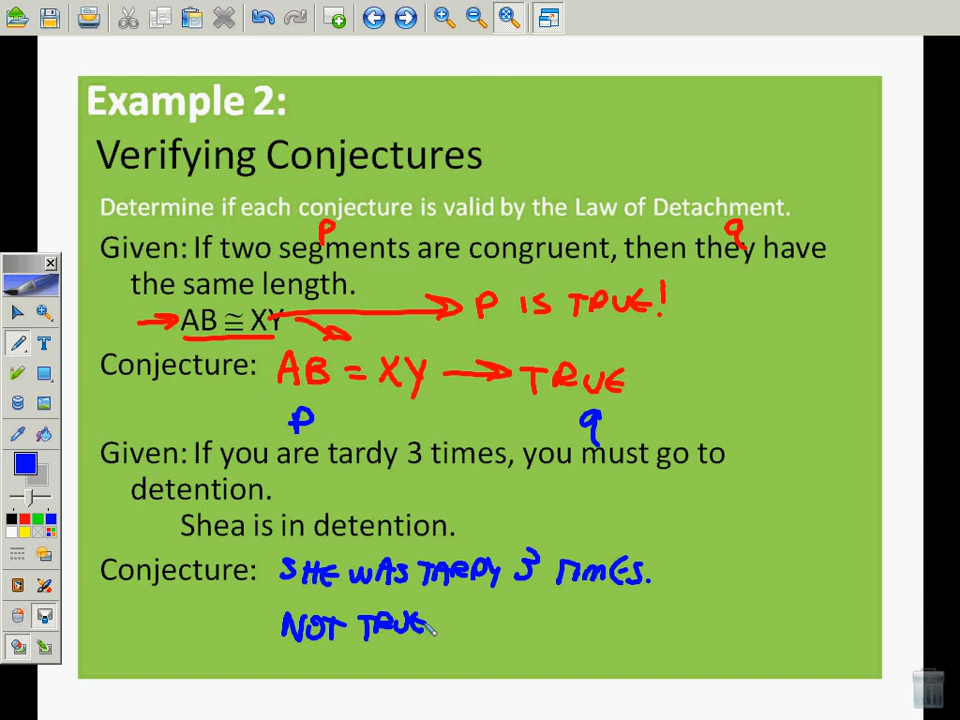 Example 2:
Verifying Conjectures
Determine if each conjecture is valid by the Law of Detachment.
p q
Given: If two segments are congruent, then they have
the same length.
AB ≅ XY → P IS TRUE!
Conjecture: AB = XY → TRUE
P q
Given: If you are tardy 3 times, you must go to
detention.
Shea is in detention.
Conjecture: SHE WAS TARDY 3 TIMES.
NOT TRUE